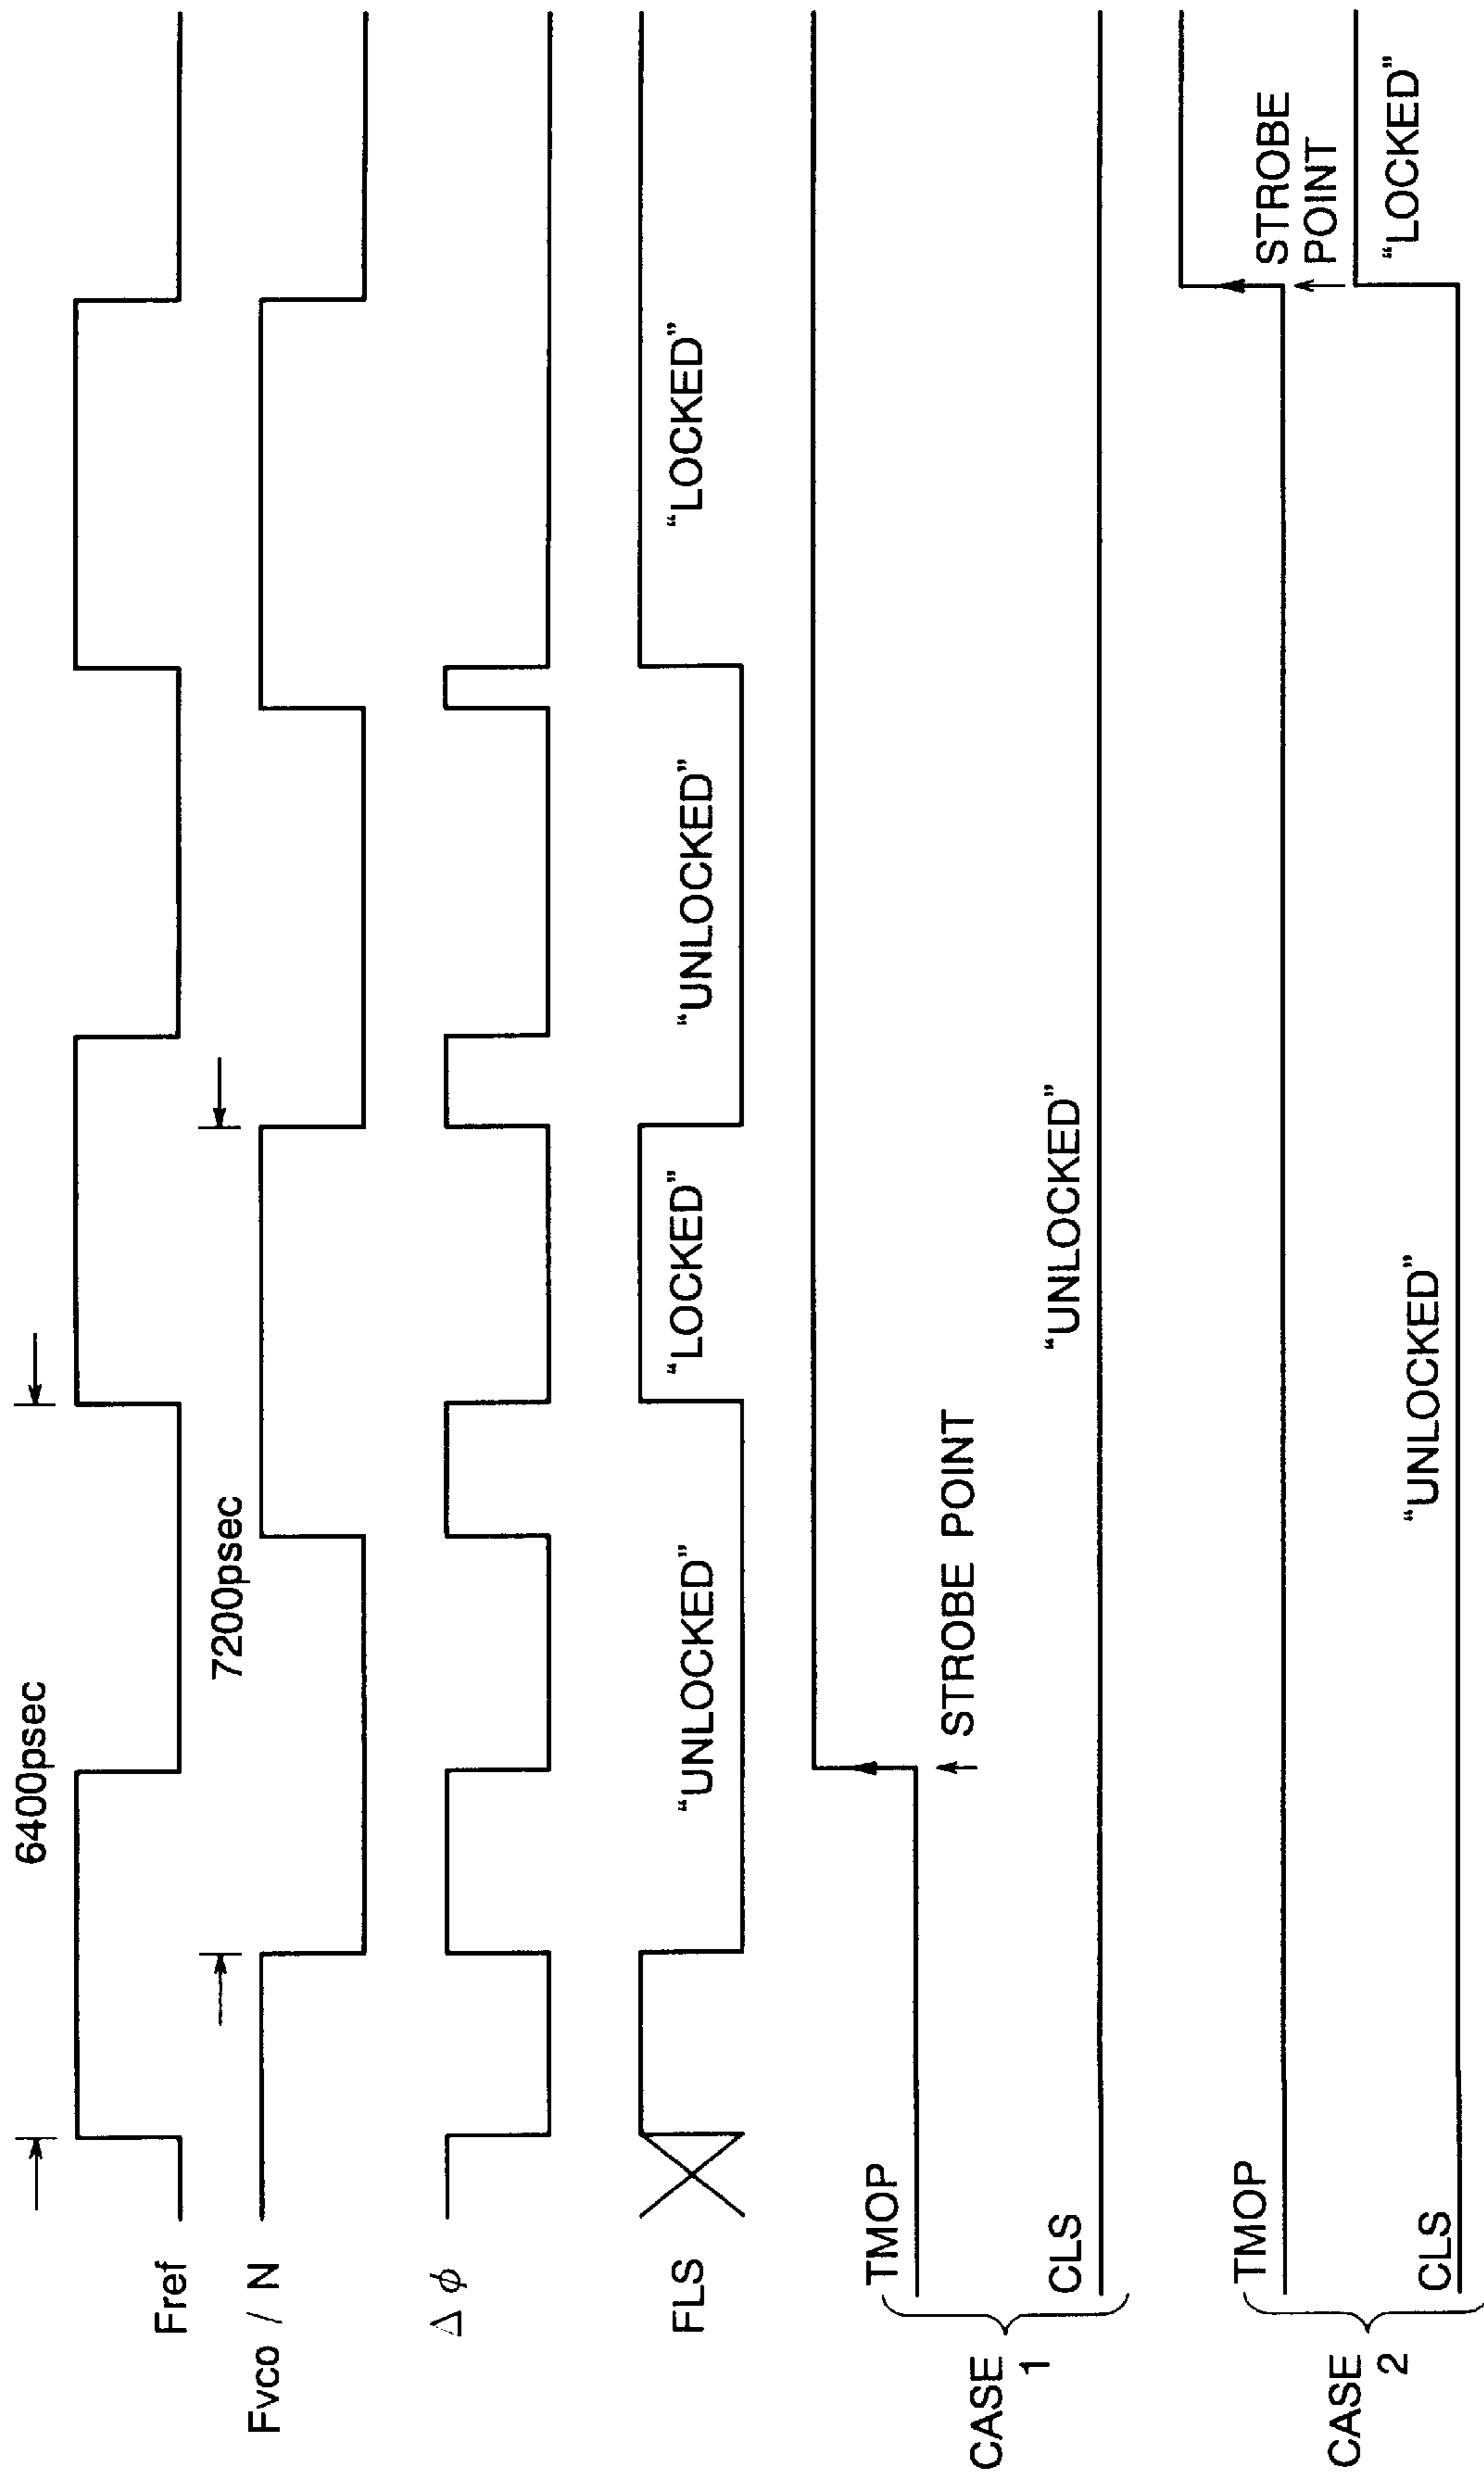 6400psec
Fref
7200psec
Fvco / N
Δ φ
FLS
"UNLOCKED"
"LOCKED"
"UNLOCKED"
"LOCKED"
CASE 1
TMOP
STROBE POINT
CLS
"UNLOCKED"
CASE 2
TMOP
STROBE
POINT
CLS
"UNLOCKED"
"LOCKED"